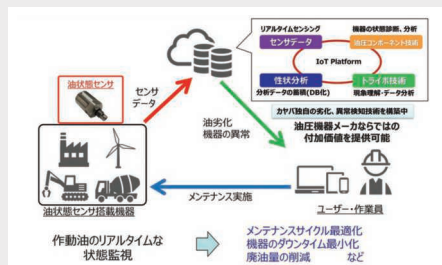 リアルタイムセンシング
機器の状態診断、分析
センサデータ
油圧コンポーネント技術
IoT Platform
性状分析
トライボ技術
分析データの蓄積(DB化)
現象理解・データ分析
カヤバ独自の劣化、異常検知技術を構築中
油圧機器メーカならではの
付加価値を提供可能
油状態センサ
センサ
データ
油劣化
機器の異常
メンテナンス実施
油状態センサ搭載機器
ユーザー・作業員
作動油のリアルタイムな
状態監視
メンテナンスサイクル最適化
機器のダウンタイム最小化
廃油量の削減 など